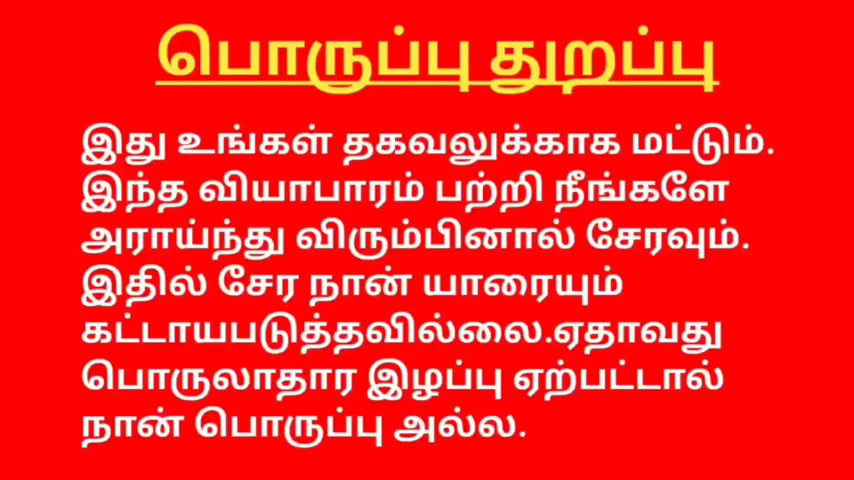 பொருப்பு துறப்பு
இது உங்கள் தகவலுக்காக மட்டும்.
இந்த வியாபாரம் பற்றி நீங்களே
அராய்ந்து விரும்பினால் சேரவும்.
இதில் சேர நான் யாரையும்
கட்டாயபடுத்தவில்லை.ஏதாவது
பொருலாதார இழப்பு ஏற்பட்டால்
நான் பொருப்பு அல்ல.